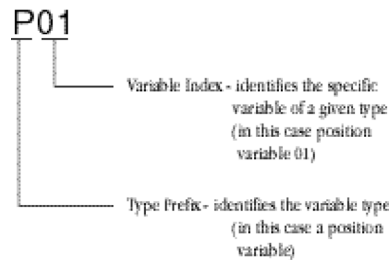 P01
Variable Index - identifies the specific
variable of a given type
(in this case position
variable 01)
Type Prefix - identifies the variable type
(in this case a position
variable)